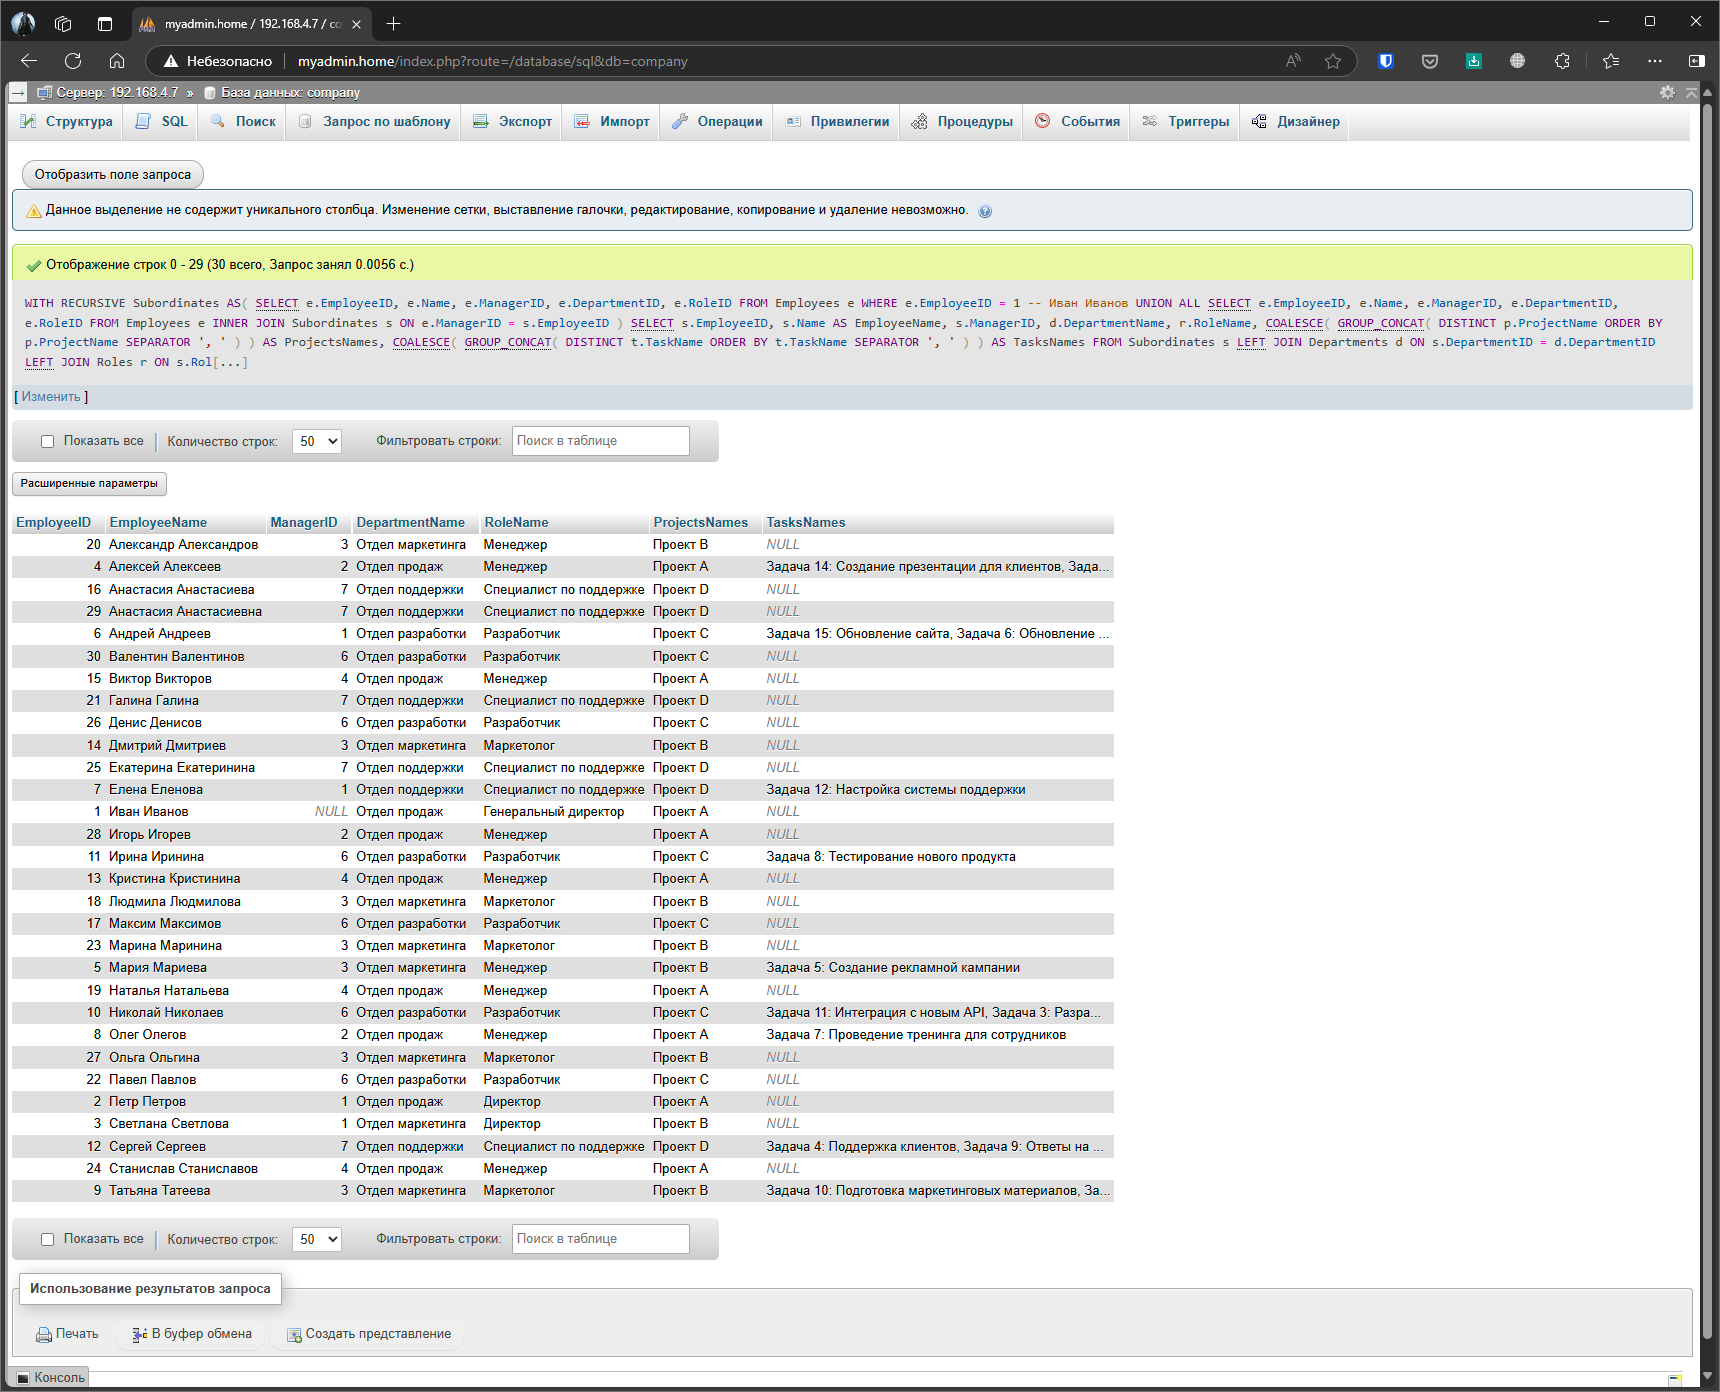 myadmin.home / 192.168.4.7 / co
Небезопасно
myadmin.home/index.php?route=/database/sql&db=company
Сервер: 192.168.4.7 » База данных: company
Структура SQL Поиск Запрос по шаблону Экспорт Импорт Операции Привилегии Процедуры События Триггеры Дизайнер
Отобразить поле запроса
Данное выделение не содержит уникального столбца. Изменение сетки, выставление галочки, редактирование, копирование и удаление невозможно.
Отображение строк 0 - 29 (30 всего, Запрос занял 0.0056 с.)
WITH RECURSIVE Subordinates AS( SELECT e.EmployeeID, e.Name, e.ManagerID, e.DepartmentID, e.RoleID FROM Employees e WHERE e.EmployeeID = 1 -- Иван Иванов UNION ALL SELECT e.EmployeeID, e.Name, e.ManagerID, e.DepartmentID,
e.RoleID FROM Employees e INNER JOIN Subordinates s ON e.ManagerID = s.EmployeeID ) SELECT s.EmployeeID, s.Name AS EmployeeName, s.ManagerID, d.DepartmentName, r.RoleName, COALESCE( GROUP_CONCAT( DISTINCT p.ProjectName ORDER BY
p.ProjectName SEPARATOR ', ' ) ) AS ProjectsNames, COALESCE( GROUP_CONCAT( DISTINCT t.TaskName ORDER BY t.TaskName SEPARATOR ', ' ) ) AS TasksNames FROM Subordinates s LEFT JOIN Departments d ON s.DepartmentID = d.DepartmentID
LEFT JOIN Roles r ON s.Rol[...]
[ Изменить ]
Показать все Количество строк: 50 Фильтровать строки: Поиск в таблице
Расширенные параметры
EmployeeID EmployeeName ManagerID DepartmentName RoleName ProjectsNames TasksNames
20 Александр Александров 3 Отдел маркетинга Менеджер Проект B NULL
4 Алексей Алексеев 2 Отдел продаж Менеджер Проект A Задача 14: Создание презентации для клиентов, Зада...
16 Анастасия Анастасиева 7 Отдел поддержки Специалист по поддержке Проект D NULL
29 Анастасия Анастасиевна 7 Отдел поддержки Специалист по поддержке Проект D NULL
6 Андрей Андреев 1 Отдел разработки Разработчик Проект C Задача 15: Обновление сайта, Задача 6: Обновление ...
30 Валентин Валентинов 6 Отдел разработки Разработчик Проект C NULL
15 Виктор Викторов 4 Отдел продаж Менеджер Проект A NULL
21 Галина Галина 7 Отдел поддержки Специалист по поддержке Проект D NULL
26 Денис Денисов 6 Отдел разработки Разработчик Проект C NULL
14 Дмитрий Дмитриев 3 Отдел маркетинга Маркетолог Проект B NULL
25 Екатерина Екатеринина 7 Отдел поддержки Специалист по поддержке Проект D NULL
7 Елена Еленова 1 Отдел поддержки Специалист по поддержке Проект D Задача 12: Настройка системы поддержки
1 Иван Иванов NULL Отдел продаж Генеральный директор Проект A NULL
28 Игорь Игорев 2 Отдел продаж Менеджер Проект A NULL
11 Ирина Иринина 6 Отдел разработки Разработчик Проект C Задача 8: Тестирование нового продукта
13 Кристина Кристинина 4 Отдел продаж Менеджер Проект A NULL
18 Людмила Людмилова 3 Отдел маркетинга Маркетолог Проект B NULL
17 Максим Максимов 6 Отдел разработки Разработчик Проект C NULL
23 Марина Маринина 3 Отдел маркетинга Маркетолог Проект B NULL
5 Мария Мариева 3 Отдел маркетинга Менеджер Проект B Задача 5: Создание рекламной кампании
19 Наталья Натальева 4 Отдел продаж Менеджер Проект A NULL
10 Николай Николаев 6 Отдел разработки Разработчик Проект C Задача 11: Интеграция с новым API, Задача 3: Разра...
8 Олег Олегов 2 Отдел продаж Менеджер Проект A Задача 7: Проведение тренинга для сотрудников
27 Ольга Ольгина 3 Отдел маркетинга Маркетолог Проект B NULL
22 Павел Павлов 6 Отдел разработки Разработчик Проект C NULL
2 Петр Петров 1 Отдел продаж Директор Проект A NULL
3 Светлана Светлова 1 Отдел маркетинга Директор Проект B NULL
12 Сергей Сергеев 7 Отдел поддержки Специалист по поддержке Проект D Задача 4: Поддержка клиентов, Задача 9: Ответы на ...
24 Станислав Станиславов 4 Отдел продаж Менеджер Проект A NULL
9 Татьяна Татеева 3 Отдел маркетинга Маркетолог Проект B Задача 10: Подготовка маркетинговых материалов, За...
Показать все Количество строк: 50 Фильтровать строки: Поиск в таблице
Использование результатов запроса
Печать В буфер обмена Создать представление
Консоль